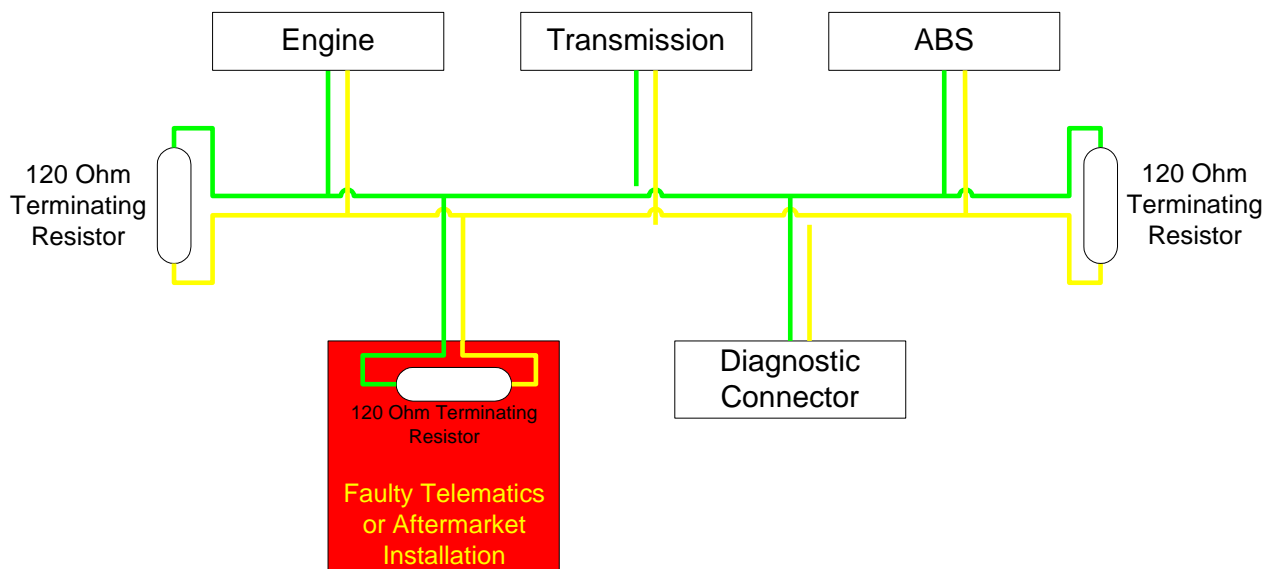 Engine
Transmission
ABS
120 Ohm
Terminating
Resistor
120 Ohm
Terminating
Resistor
120 Ohm Terminating
Resistor
Faulty Telematics
or Aftermarket
Installation
Diagnostic
Connector